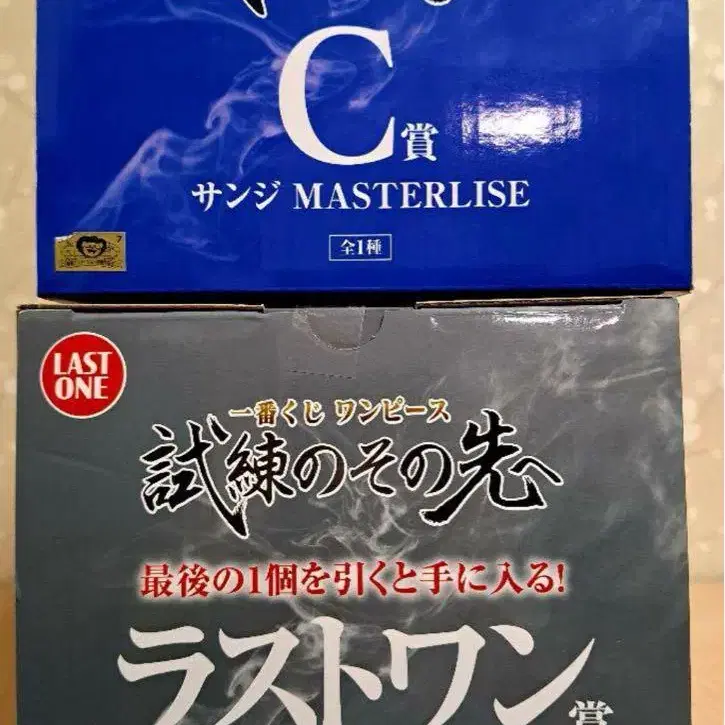 C賞
サンジ MASTERLISE
全1種
LAST
ONE
一番くじ ワンピース
試練のその先へ
最後の1個を引くと手に入る!
ラストワン賞